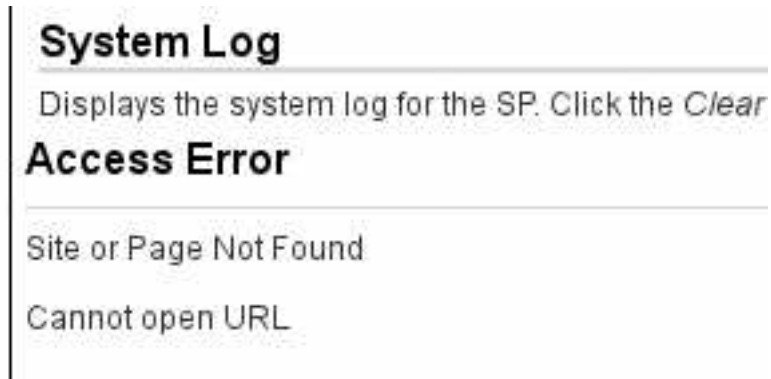 System Log
Displays the system log for the SP. Click the Clear
Access Error
Site or Page Not Found
Cannot open URL